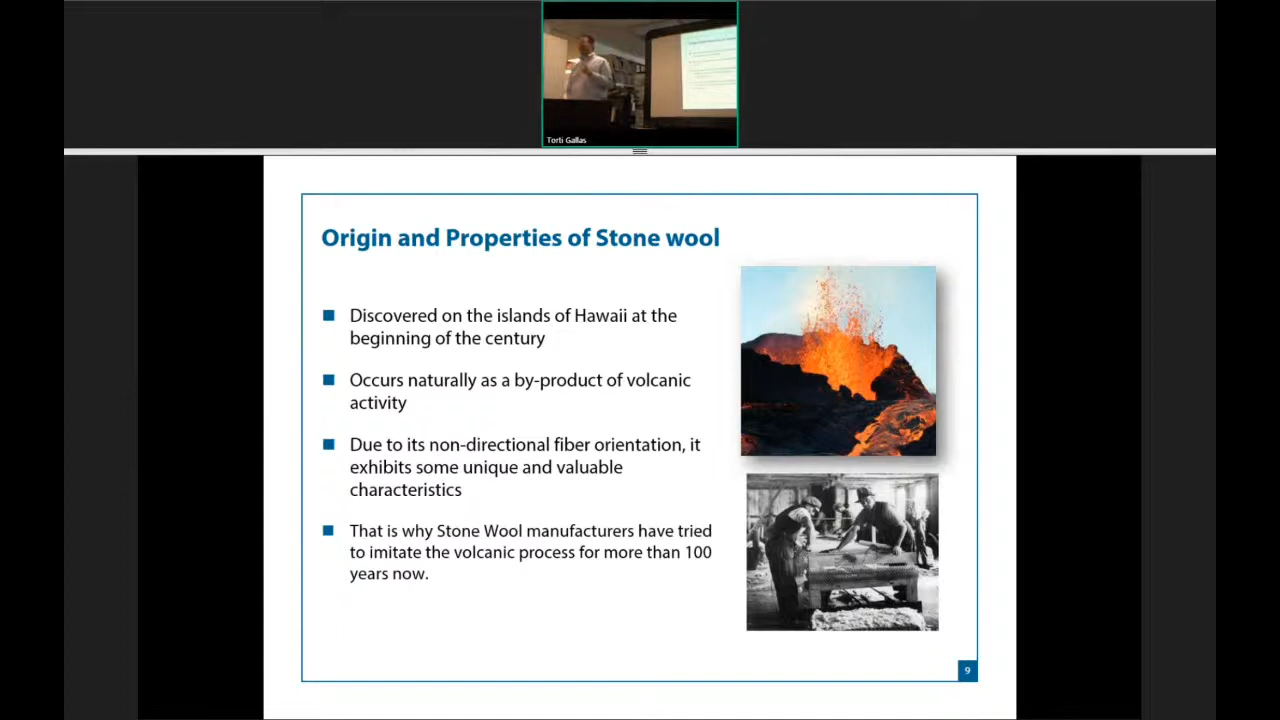 Torti Gallas
Origin and Properties of Stone wool
Discovered on the islands of Hawaii at the
beginning of the century
Occurs naturally as a by-product of volcanic
activity
Due to its non-directional fiber orientation, it
exhibits some unique and valuable
characteristics
That is why Stone Wool manufacturers have tried
to imitate the volcanic process for more than 100
years now.
9